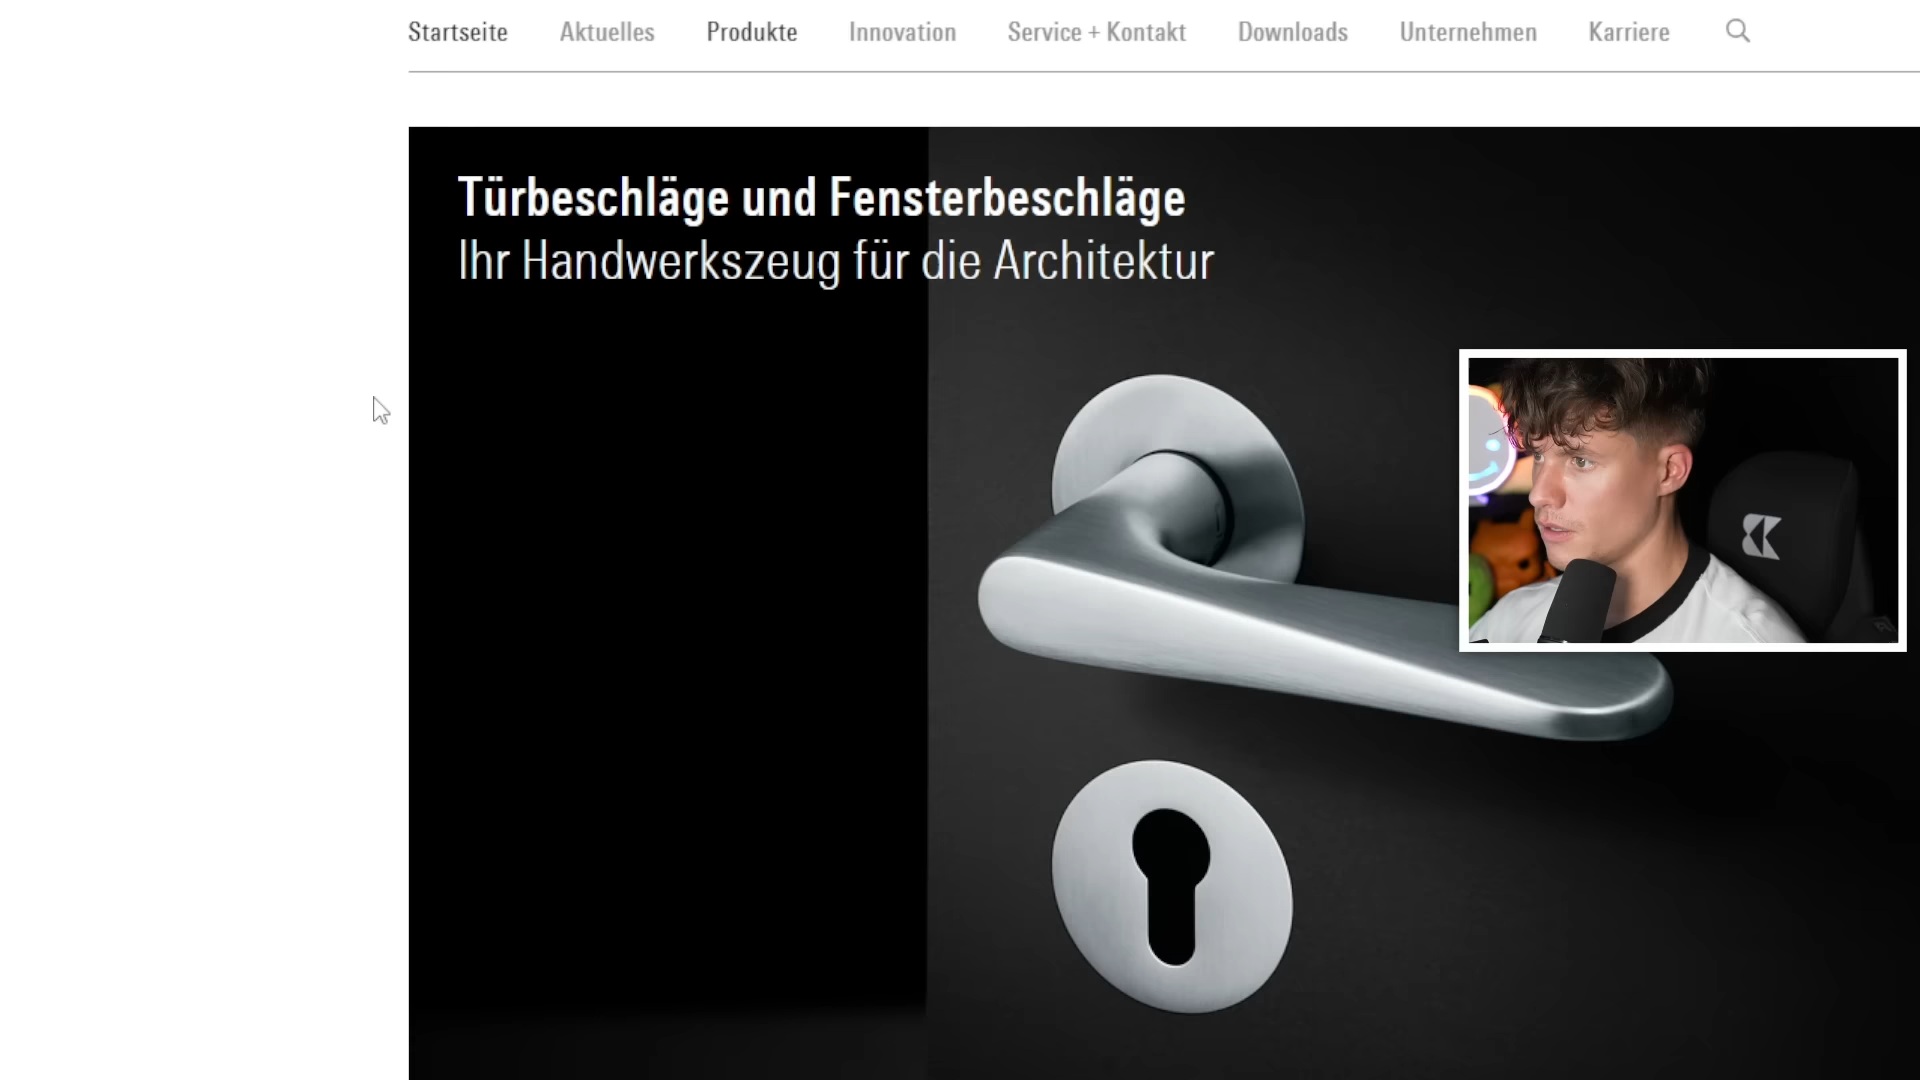 Startseite Aktuelles Produkte Innovation Service + Kontakt Downloads Unternehmen Karriere
Türbeschläge und Fensterbeschläge
Ihr Handwerkszeug für die Architektur